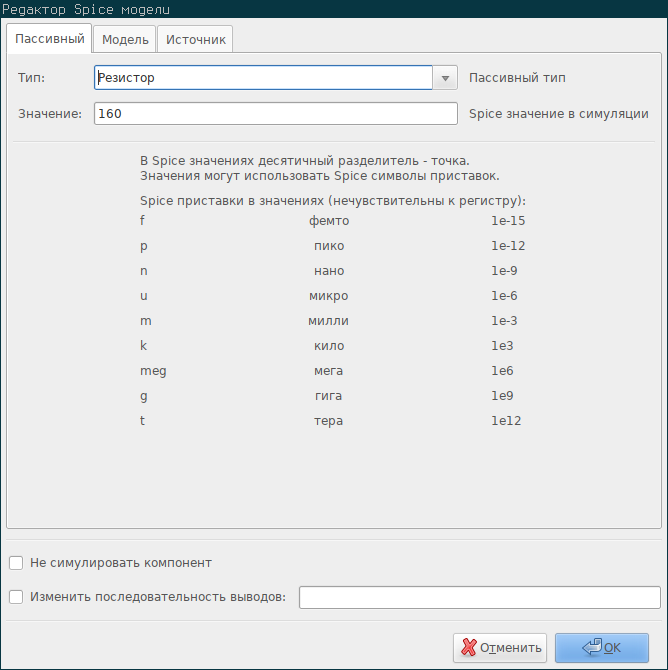 Редактор Spice модели
Пассивный Модель Источник
Тип: Резистор Пассивный тип
Значение: 160 Spice значение в симуляции
В Spice значениях десятичный разделитель - точка.
Значения могут использовать Spice символы приставок.
Spice приставки в значениях (нечувствительны к регистру):
f фемто 1e-15
p пико 1e-12
n нано 1e-9
u микро 1e-6
m милли 1e-3
k кило 1e3
meg мега 1e6
g гига 1e9
t тера 1e12
Не симулировать компонент
Изменить последовательность выводов:
Отменить OK